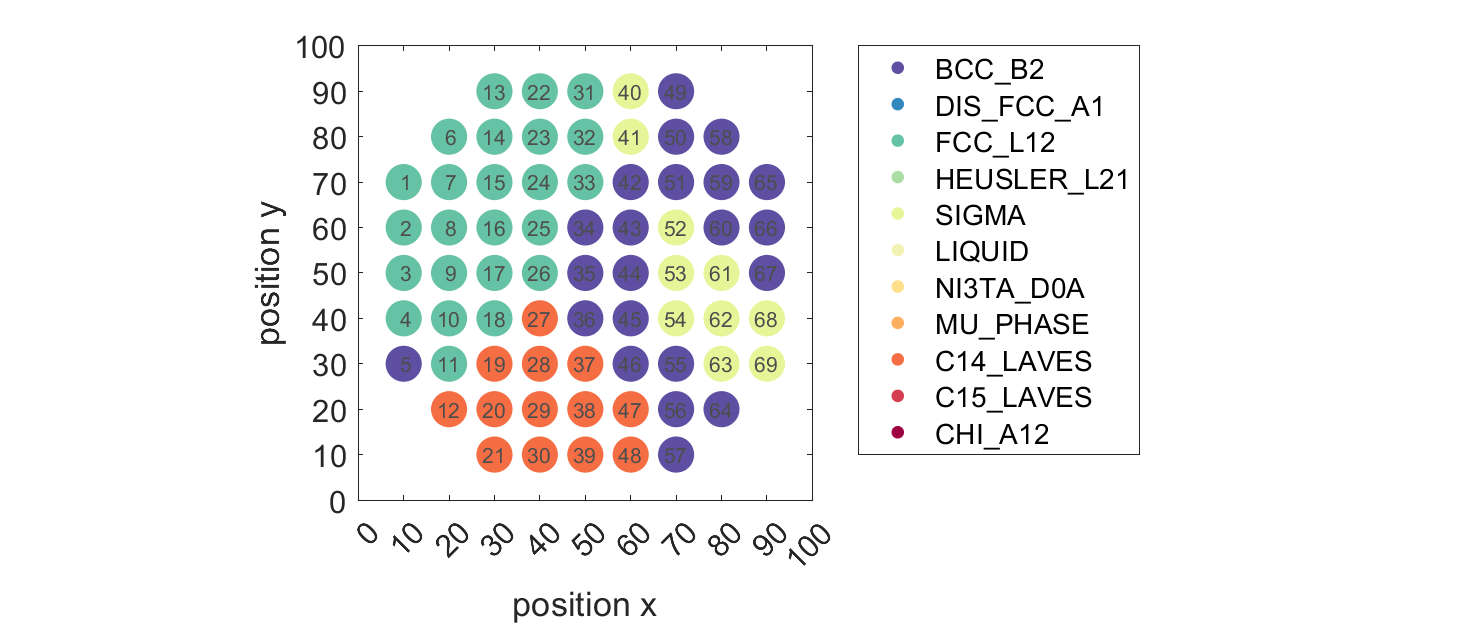 100
90 13 22 31 40 49
80 6 14 23 32 41 50 58
70 1 7 15 24 33 42 51 59 65
60 2 8 16 25 34 43 52 60 66
50 3 9 17 26 35 44 53 61 67
40 4 10 18 27 36 45 54 62 68
30 5 11 19 28 37 46 55 63 69
20 12 20 29 38 47 56 64
10 21 30 39 48 57
0
0 10 20 30 40 50 60 70 80 90 100
position x
position y
BCC_B2
DIS_FCC_A1
FCC_L12
HEUSLER_L21
SIGMA
LIQUID
NI3TA_D0A
MU_PHASE
C14_LAVES
C15_LAVES
CHI_A12